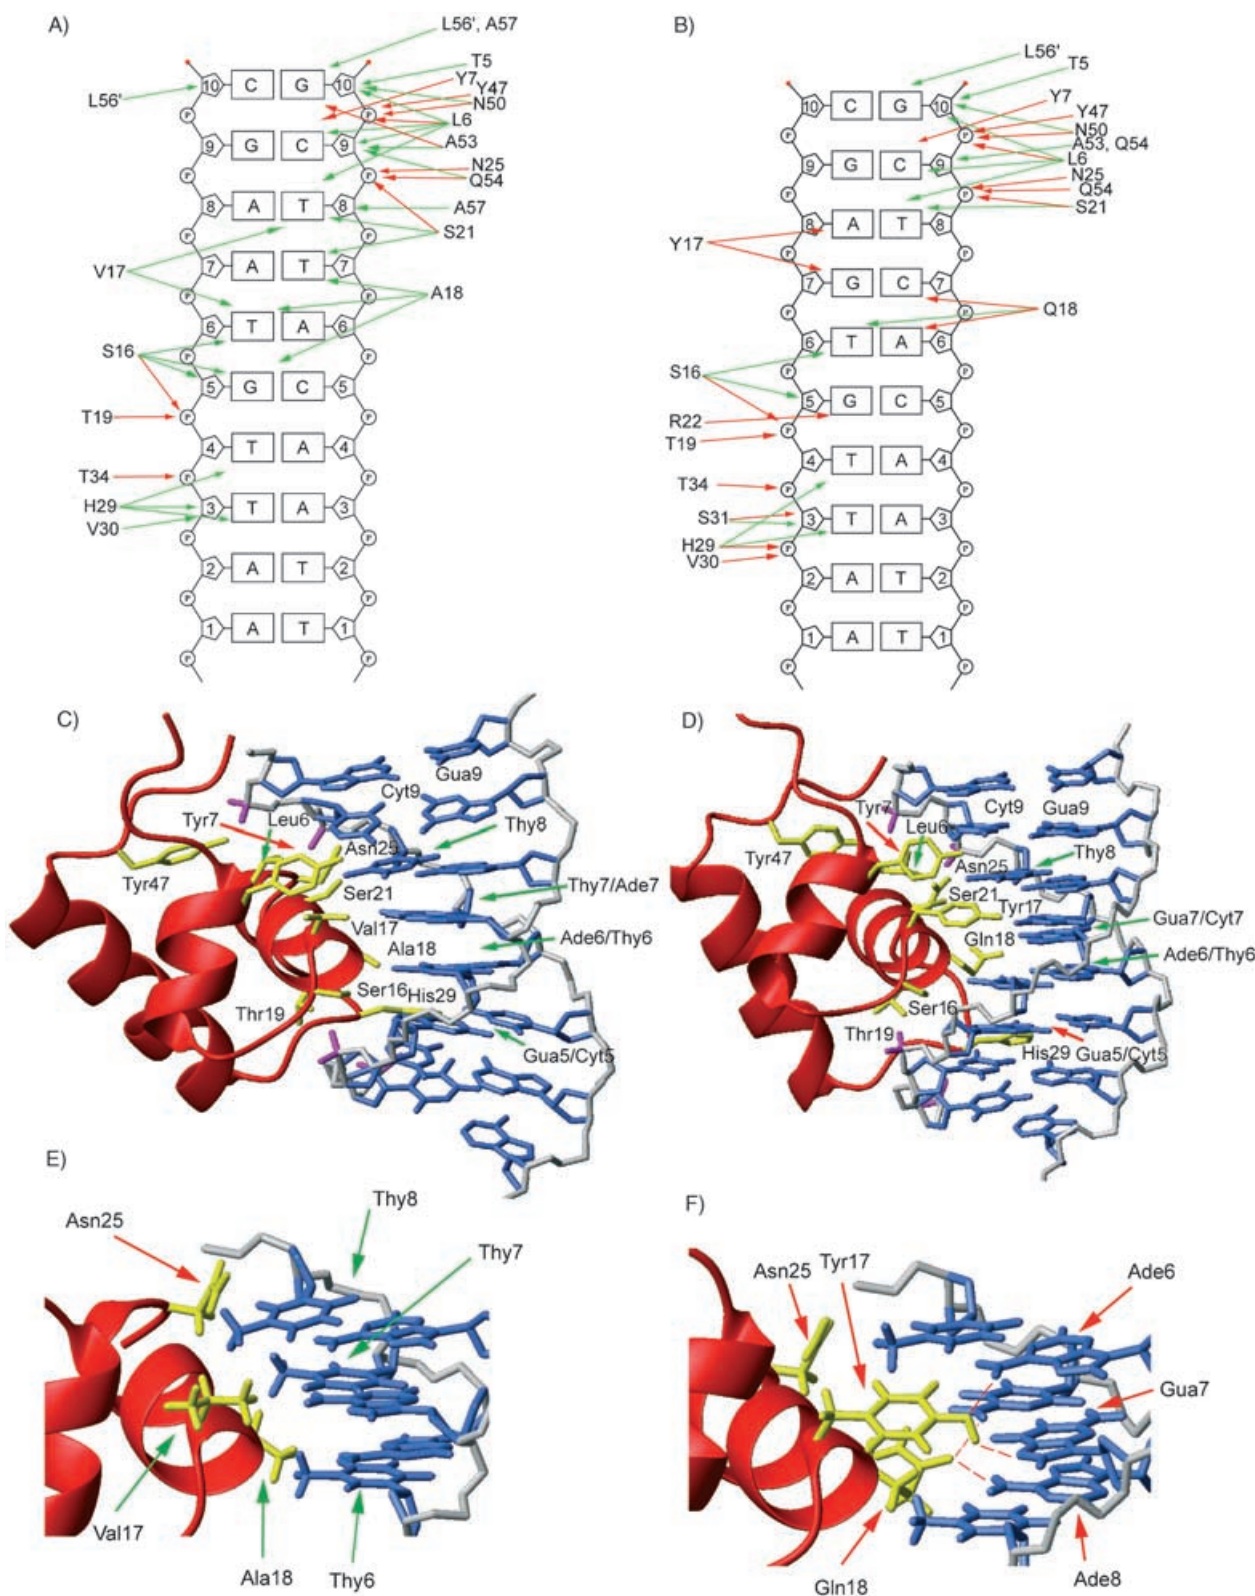 A)
L56', A57
T5
Y7
Y47
N50
L6
A53
N25
Q54
A57
S21
A18
L56'
V17
S16
T19
T34
H29
V30
10 C G 10
P
9 G C 9
P
8 A T 8
P P
7 A T 7
P P
6 T A 6
P P
5 G C 5
P P
4 T A 4
P P
3 T A 3
P P
2 A T 2
P P
1 A T 1
P P
B)
L56'
T5
Y7
Y47
N50
A53, Q54
L6
N25
Q54
S21
Q18
Y17
S16
R22
T19
T34
S31
H29
V30
10 C G 10
P P
9 G C 9
P P
8 A T 8
P P
7 G C 7
P P
6 T A 6
P P
5 G C 5
P P
4 T A 4
P P
3 T A 3
P P
2 A T 2
P P
1 A T 1
P P
C)
Gua9
Cyt9
Tyr7
Leu6
Asn25
Thy8
Tyr47
Ser21
Thy7/Ade7
Val17
Ala18
Ade6/Thy6
Ser16
His29
Thr19
Gua5/Cyt5
D)
Cyt9
Gua9
Tyr7
Leu6
Tyr47
Asn25
Thy8
Ser21
Tyr17
Gua7/Cyt7
Gln18
Ade6/Thy6
Ser16
Thr19
His29
Gua5/Cyt5
E)
Thy8
Asn25
Thy7
Val17
Ala18
Thy6
F)
Tyr17
Asn25
Ade6
Gua7
Gln18
Ade8